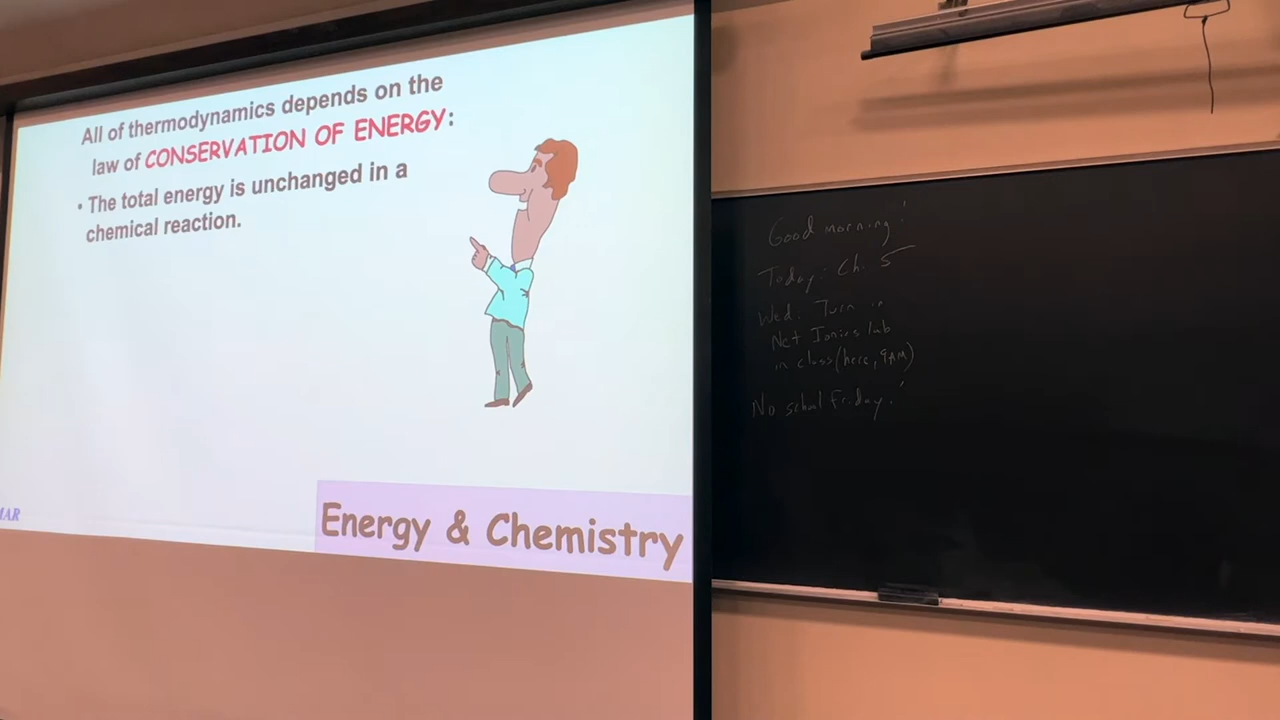 All of thermodynamics depends on the
law of CONSERVATION OF ENERGY:
• The total energy is unchanged in a
chemical reaction.
MAR
Energy & Chemistry
Good morning!
Today: Ch. 5
Wed: Turn in
Net Ionics lab
in class (here, 9AM)
No school Friday!